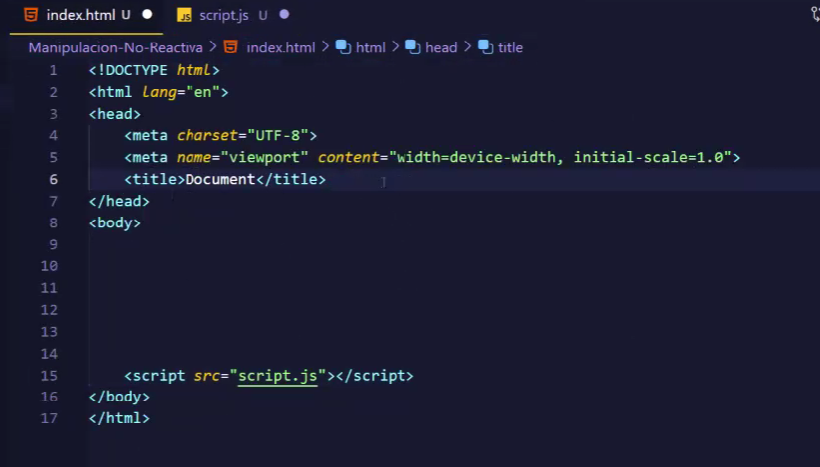 index.html U
JS script.js U
Manipulacion-No-Reactiva > index.html > html > head > title
1 <!DOCTYPE html>
2 <html lang="en">
3 <head>
4 <meta charset="UTF-8">
5 <meta name="viewport" content="width=device-width, initial-scale=1.0">
6 <title>Document</title>
7 </head>
8 <body>
9
10
11
12
13
14
15 <script src="script.js"></script>
16 </body>
17 </html>